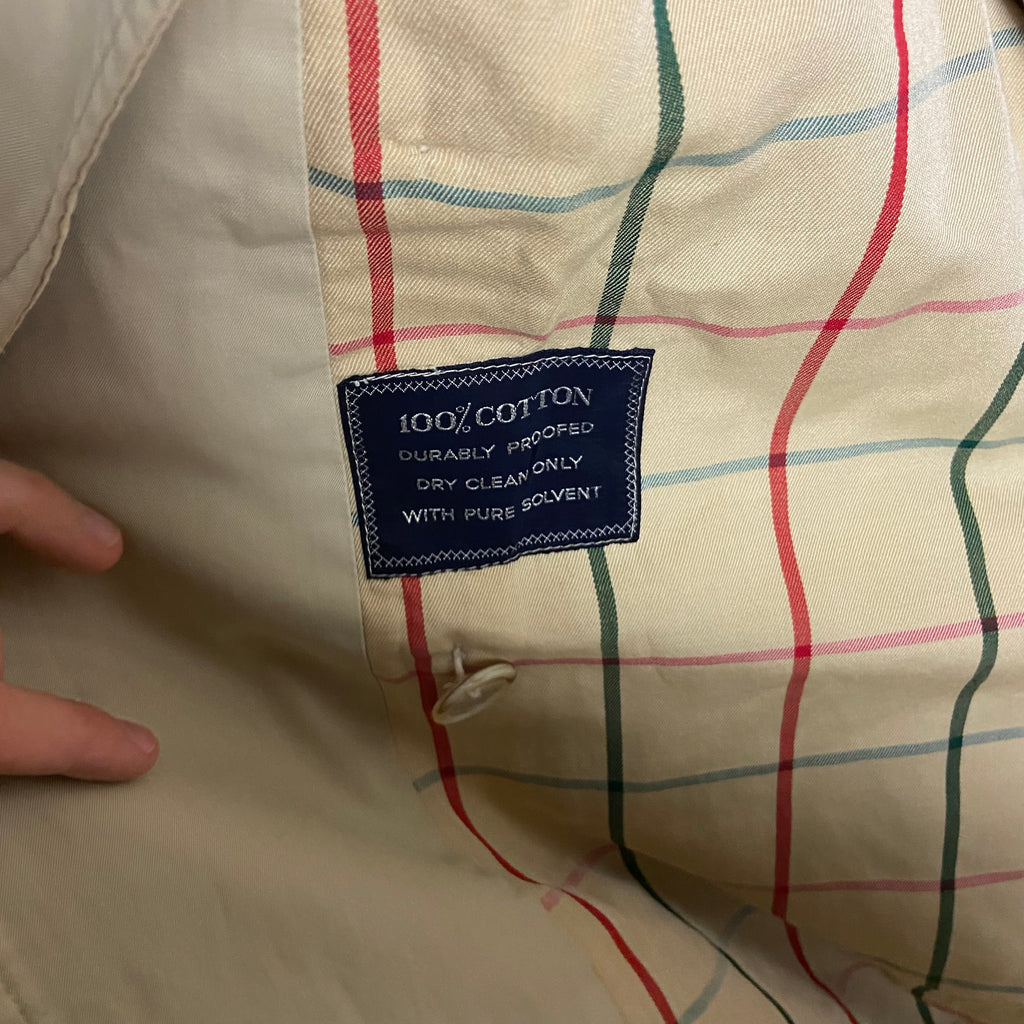 100% COTTON
DURABLY PROOFED
DRY CLEAN ONLY
WITH PURE SOLVENT